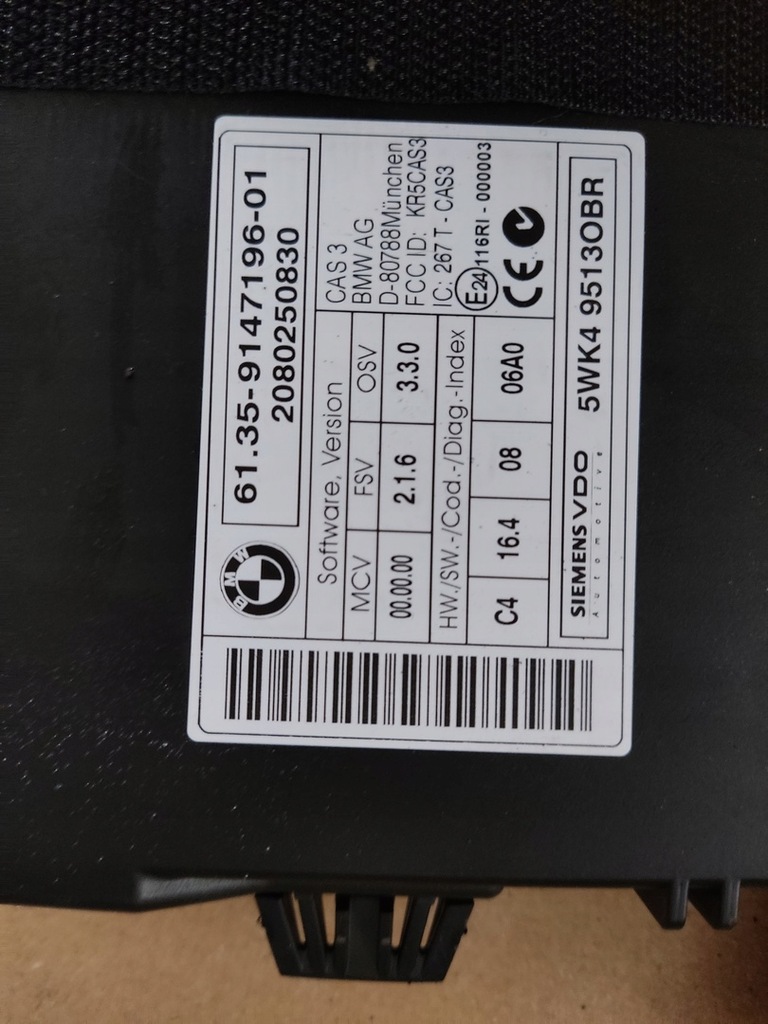 61.35-9147196-01
2080250830
BMW
CAS 3
BMW AG
D-80788München
FCC ID: KR5CAS3
IC: 267 T - CAS3
E24 116RI - 000003
CE
Software, Version
MCV FSV OSV
00.00.00 2.1.6 3.3.0
HW./SW.-/Cod.-/Diag.-Index
C4 16.4 08 06A0
SIEMENS VDO 5WK4 9513OBR
Automotive